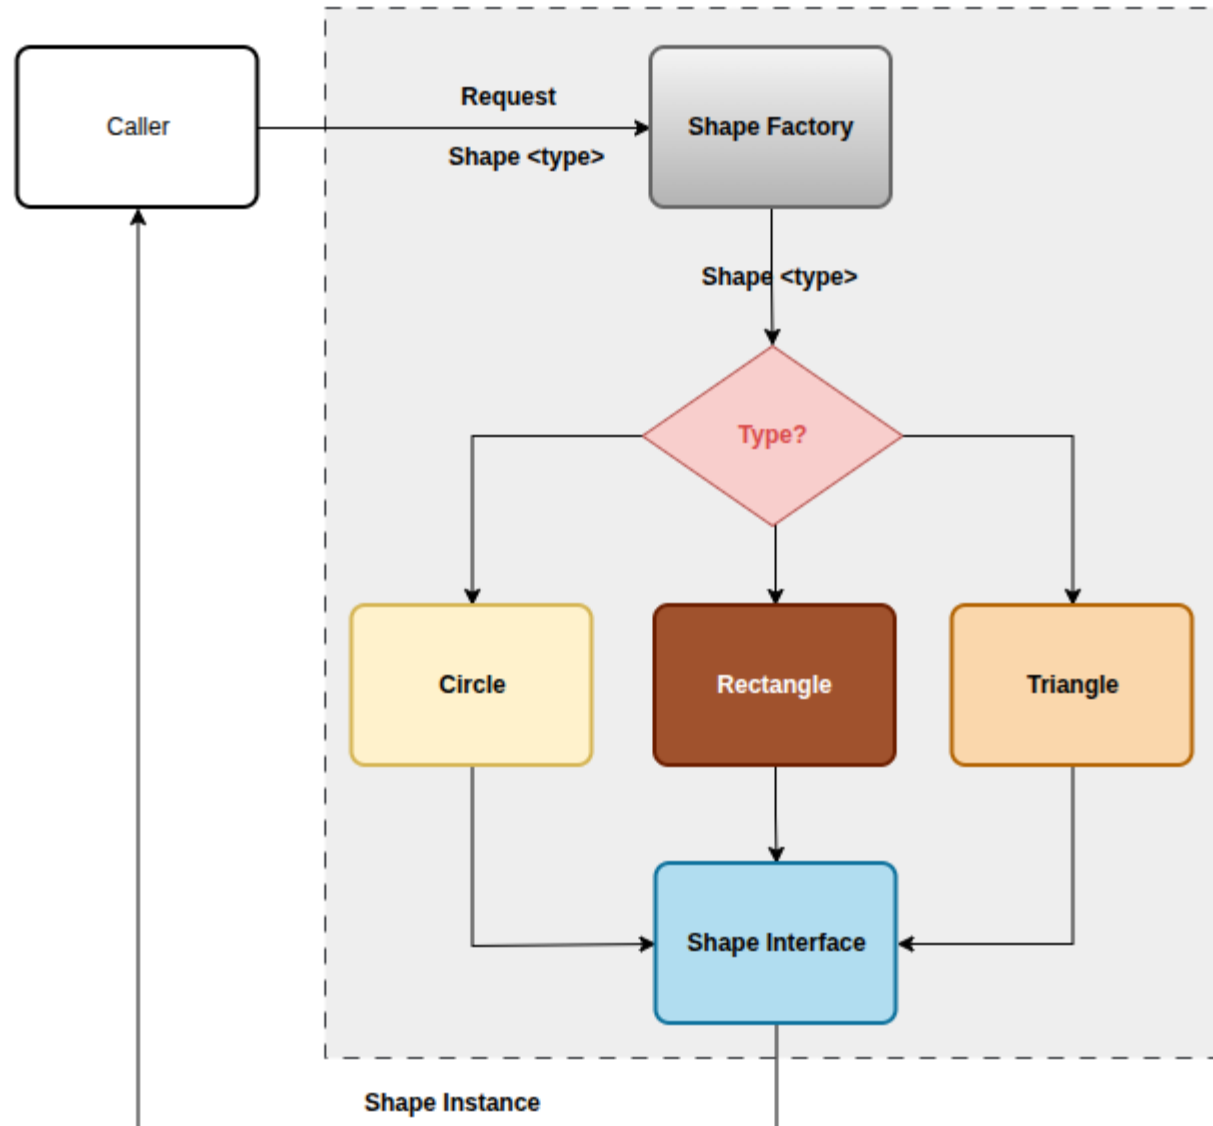 Caller
Request
Shape <type>
Shape Factory
Shape <type>
Type?
Circle
Rectangle
Triangle
Shape Interface
Shape Instance